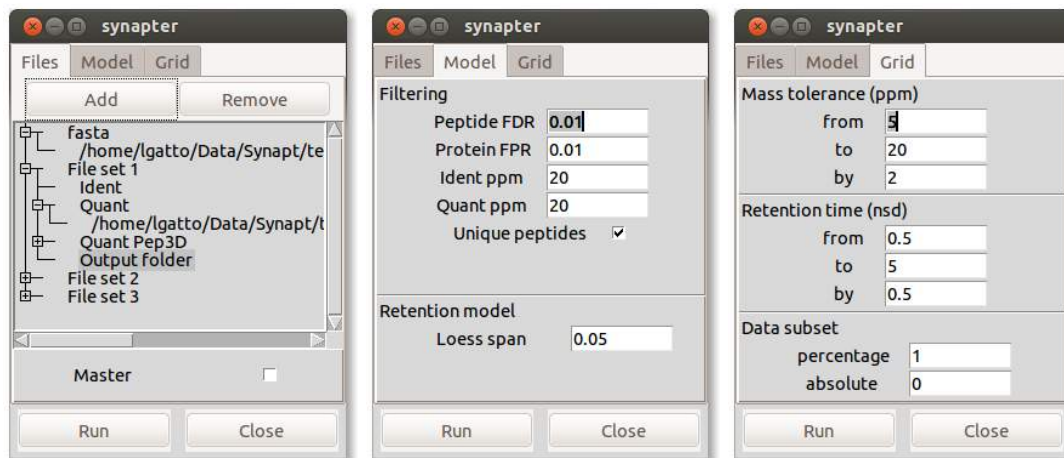 synapter
Files Model Grid
Add Remove
fasta
/home/lgatto/Data/Synapt/te
File set 1
Ident
Quant
/home/lgatto/Data/Synapt/t
Quant Pep3D
Output folder
File set 2
File set 3
Master
Run Close
synapter
Files Model Grid
Filtering
Peptide FDR 0.01
Protein FPR 0.01
Ident ppm 20
Quant ppm 20
Unique peptides
Retention model
Loess span 0.05
Run Close
synapter
Files Model Grid
Mass tolerance (ppm)
from 5
to 20
by 2
Retention time (nsd)
from 0.5
to 5
by 0.5
Data subset
percentage 1
absolute 0
Run Close